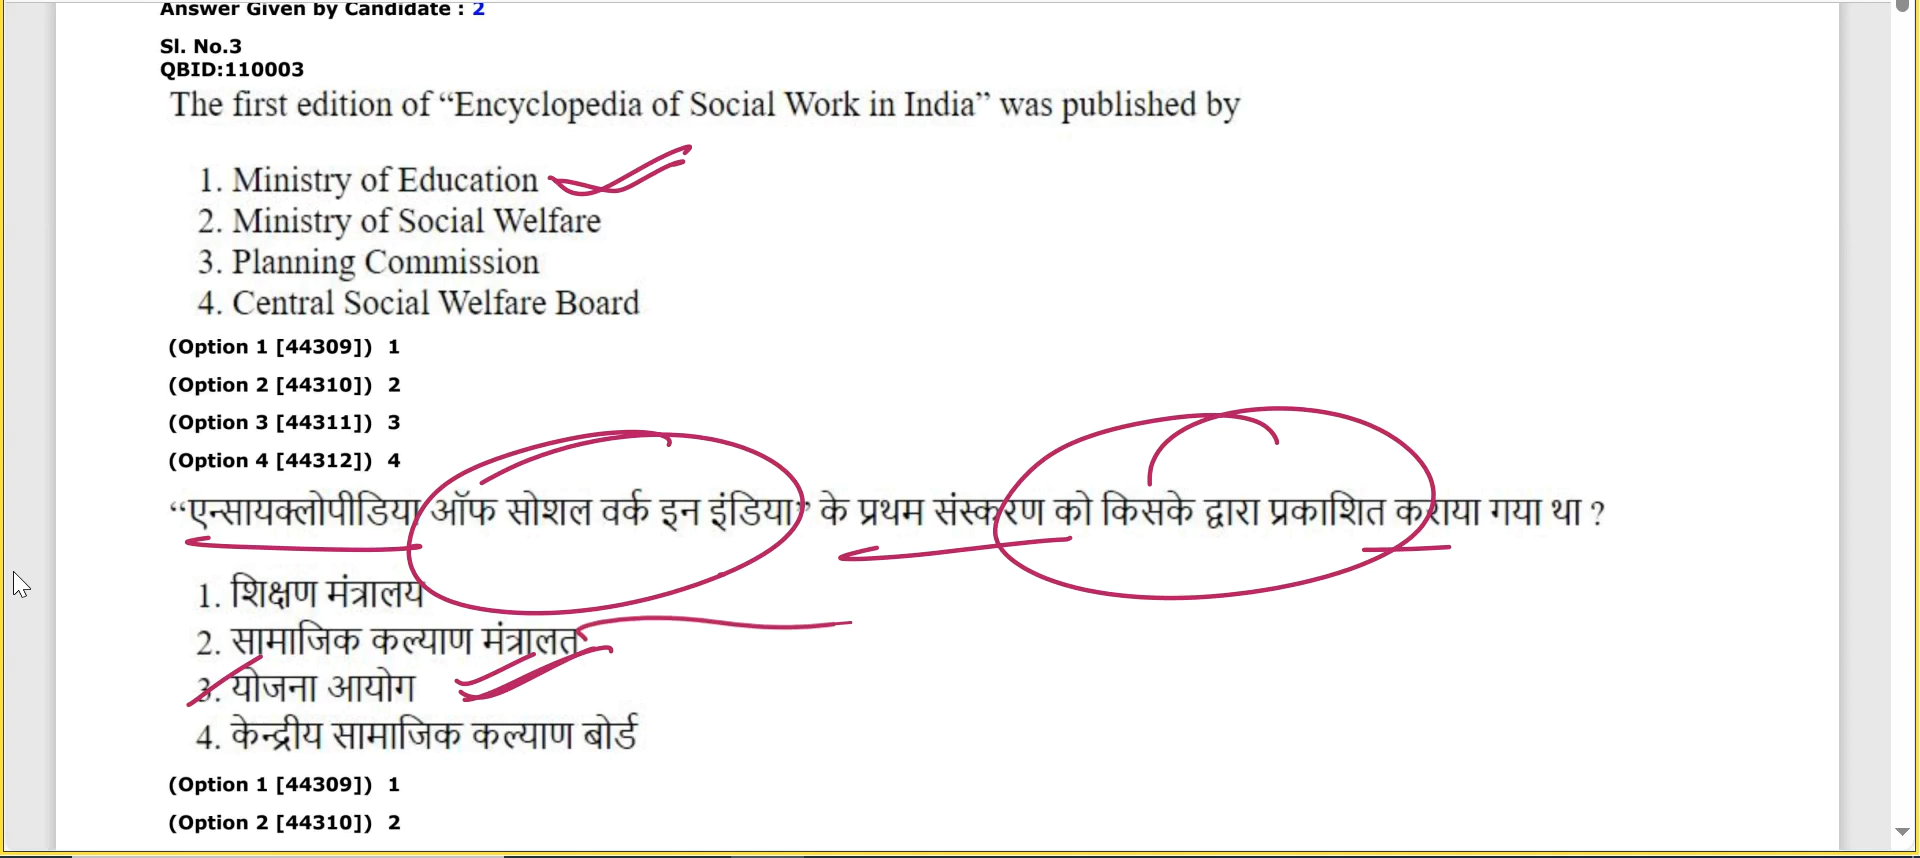 Answer Given by Candidate : 2
Sl. No.3
QBID:110003
The first edition of “Encyclopedia of Social Work in India” was published by
1. Ministry of Education
2. Ministry of Social Welfare
3. Planning Commission
4. Central Social Welfare Board
(Option 1 [44309]) 1
(Option 2 [44310]) 2
(Option 3 [44311]) 3
(Option 4 [44312]) 4
“एन्सायक्लोपीडिया ऑफ सोशल वर्क इन इंडिया” के प्रथम संस्करण को किसके द्वारा प्रकाशित कराया गया था ?
1. शिक्षण मंत्रालय
2. सामाजिक कल्याण मंत्रालत
3. योजना आयोग
4. केन्द्रीय सामाजिक कल्याण बोर्ड
(Option 1 [44309]) 1
(Option 2 [44310]) 2